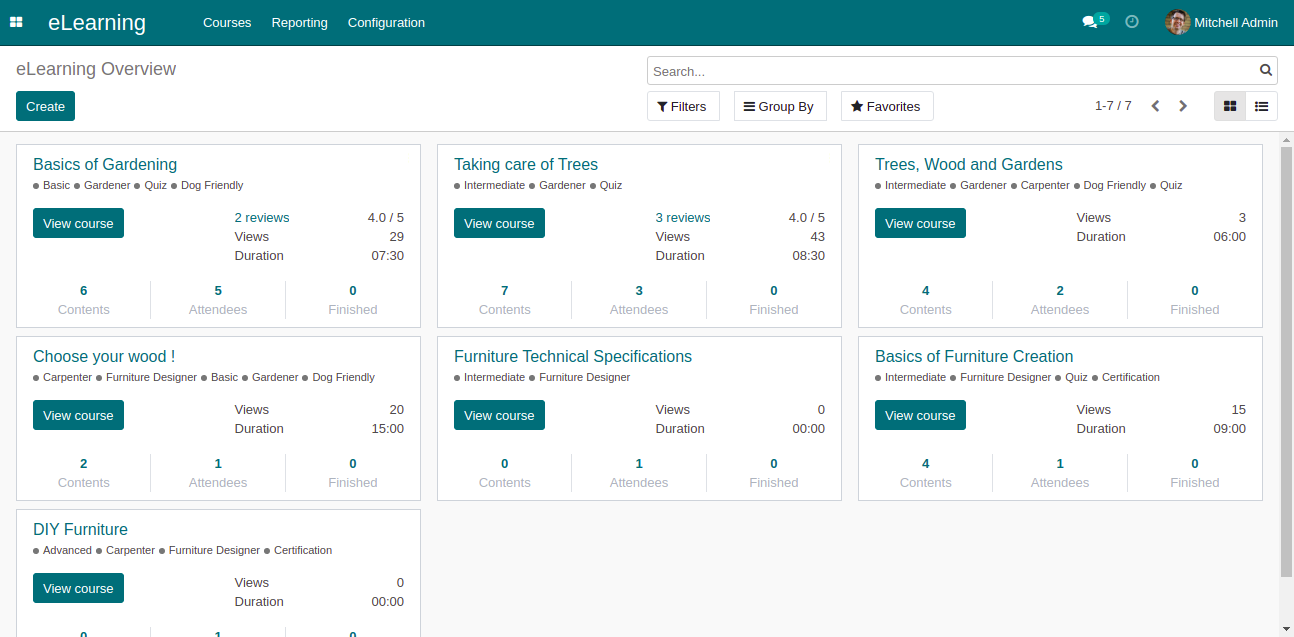 eLearning Courses Reporting Configuration 5 Mitchell Admin
eLearning Overview
Search...
Create
Filters Group By Favorites 1-7 / 7
Basics of Gardening
Basic Gardener Quiz Dog Friendly
View course
2 reviews 4.0 / 5
Views 29
Duration 07:30
6 5 0
Contents Attendees Finished
Taking care of Trees
Intermediate Gardener Quiz
View course
3 reviews 4.0 / 5
Views 43
Duration 08:30
7 3 0
Contents Attendees Finished
Trees, Wood and Gardens
Intermediate Gardener Carpenter Dog Friendly Quiz
View course
Views 3
Duration 06:00
4 2 0
Contents Attendees Finished
Choose your wood !
Carpenter Furniture Designer Basic Gardener Dog Friendly
View course
Views 20
Duration 15:00
2 1 0
Contents Attendees Finished
Furniture Technical Specifications
Intermediate Furniture Designer
View course
Views 0
Duration 00:00
0 1 0
Contents Attendees Finished
Basics of Furniture Creation
Intermediate Furniture Designer Quiz Certification
View course
Views 15
Duration 09:00
4 1 0
Contents Attendees Finished
DIY Furniture
Advanced Carpenter Furniture Designer Certification
View course
Views 0
Duration 00:00
0 1 0